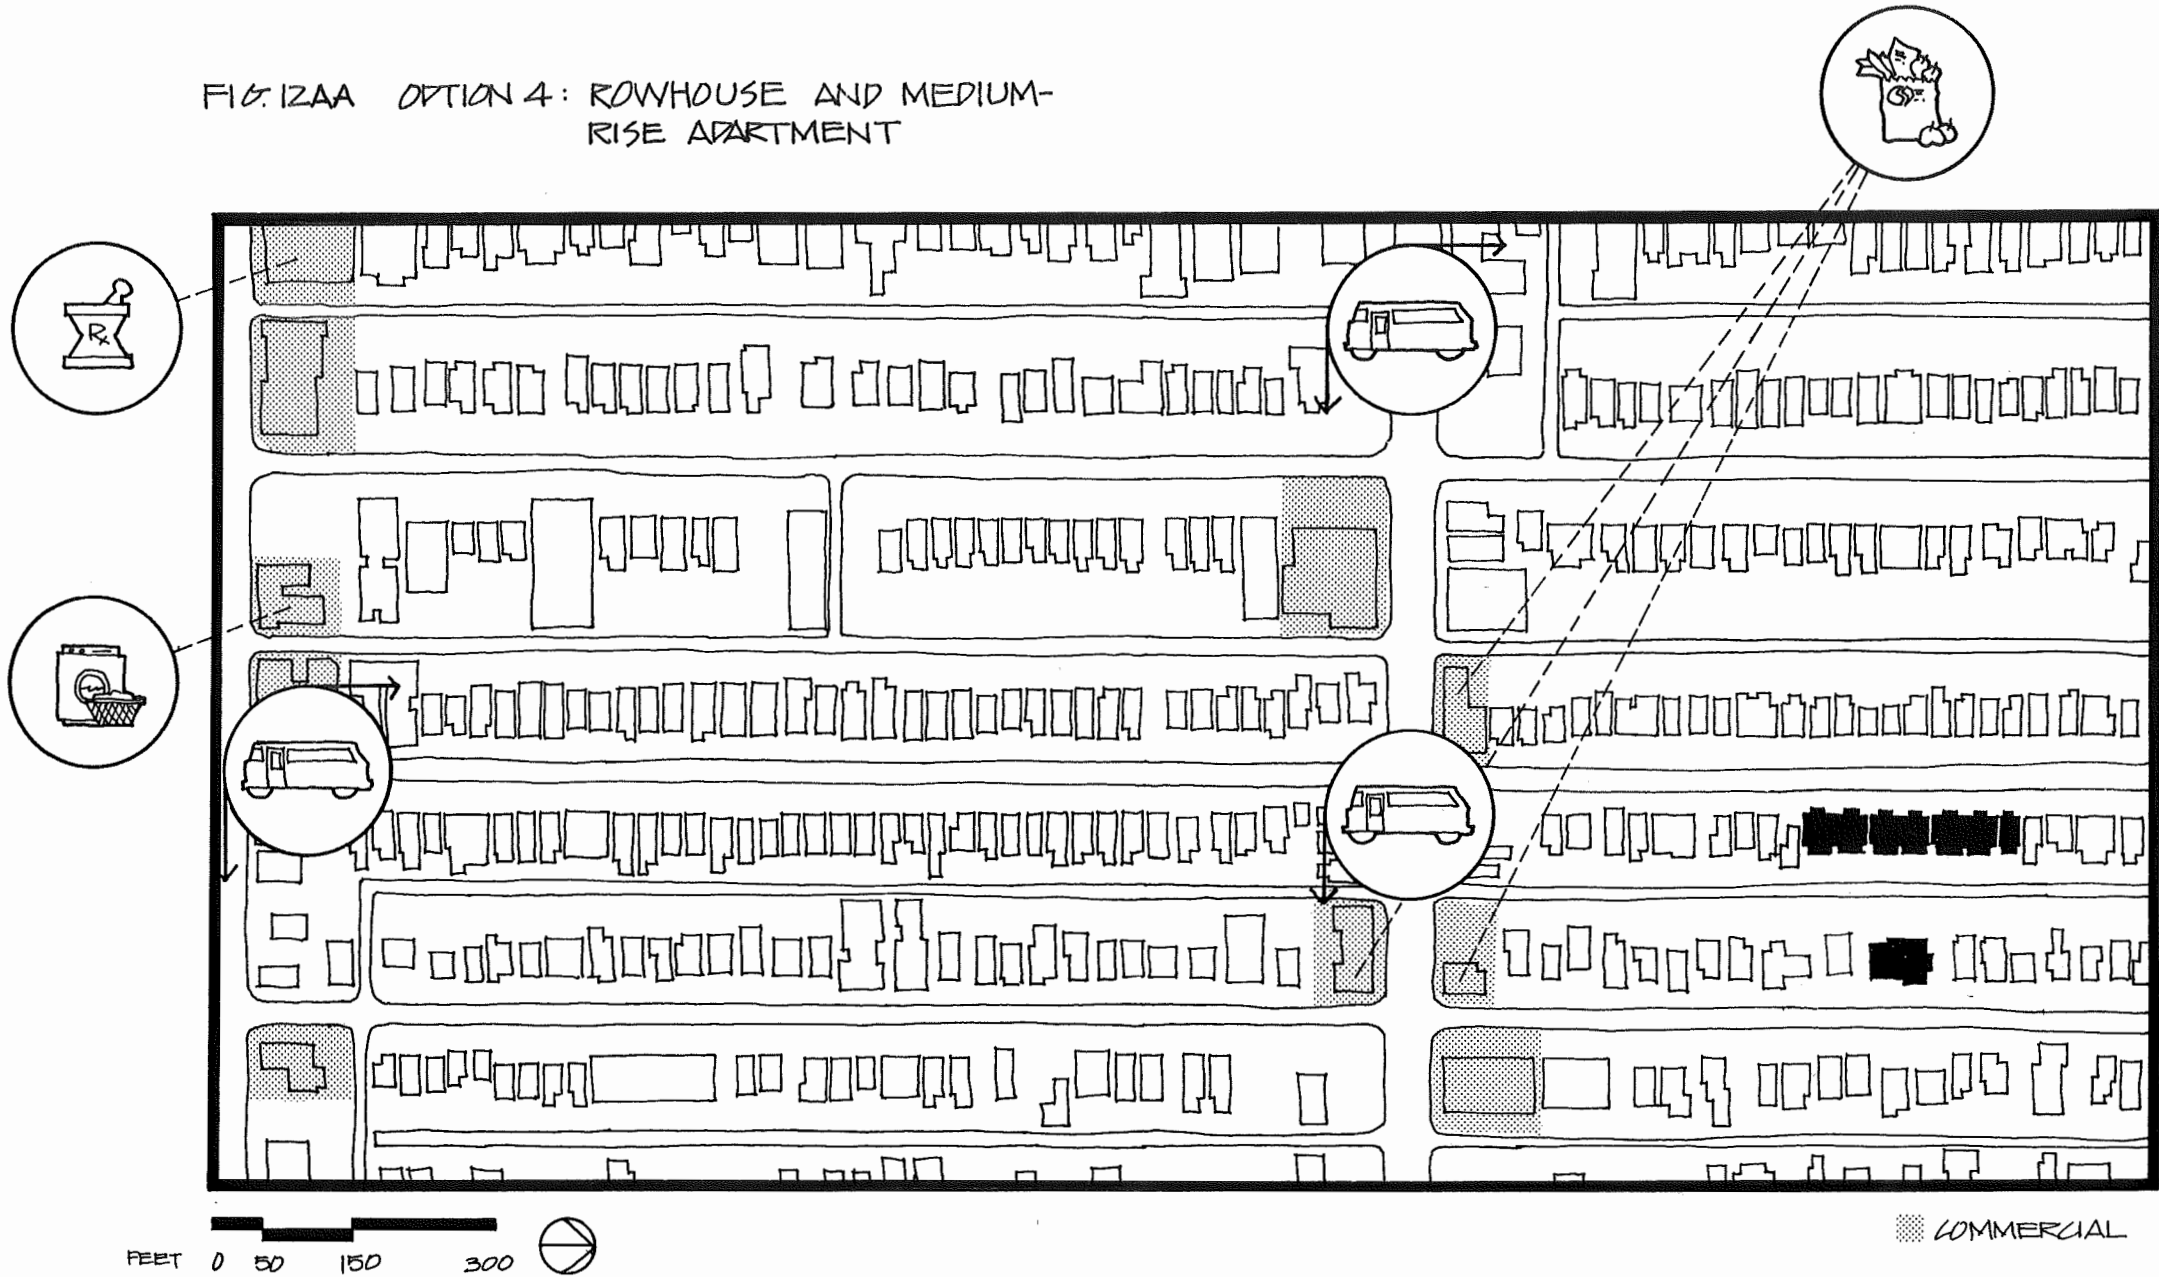 FIG. 12AA OPTION 4: ROWHOUSE AND MEDIUM-
RISE APARTMENT
Rx
FEET 0 50 150 300
COMMERCIAL